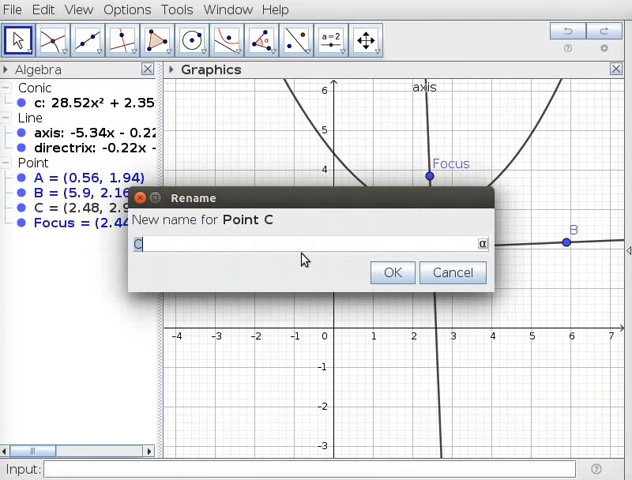 File Edit View Options Tools Window Help
a=2
Algebra
Graphics
Conic
c: 28.52x² + 2.35
Line
axis: -5.34x - 0.22
directrix: -0.22x -
Point
A = (0.56, 1.94)
B = (5.9, 2.16
C = (2.48, 2.9
Focus = (2.44
axis
Focus
B
6
5
4
-4 -3 -2 -1 0 1 2 3 4 5 6 7
-1
-2
-3
Rename
New name for Point C
C
α
OK Cancel
Input: